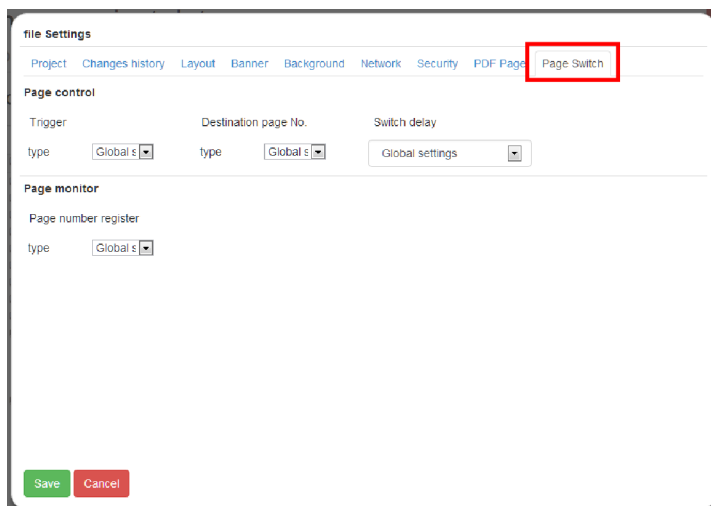 file Settings
Project Changes history Layout Banner Background Network Security PDF Page Page Switch
Page control
Trigger Destination page No. Switch delay
type Global s type Global s Global settings
Page monitor
Page number register
type Global s
Save Cancel